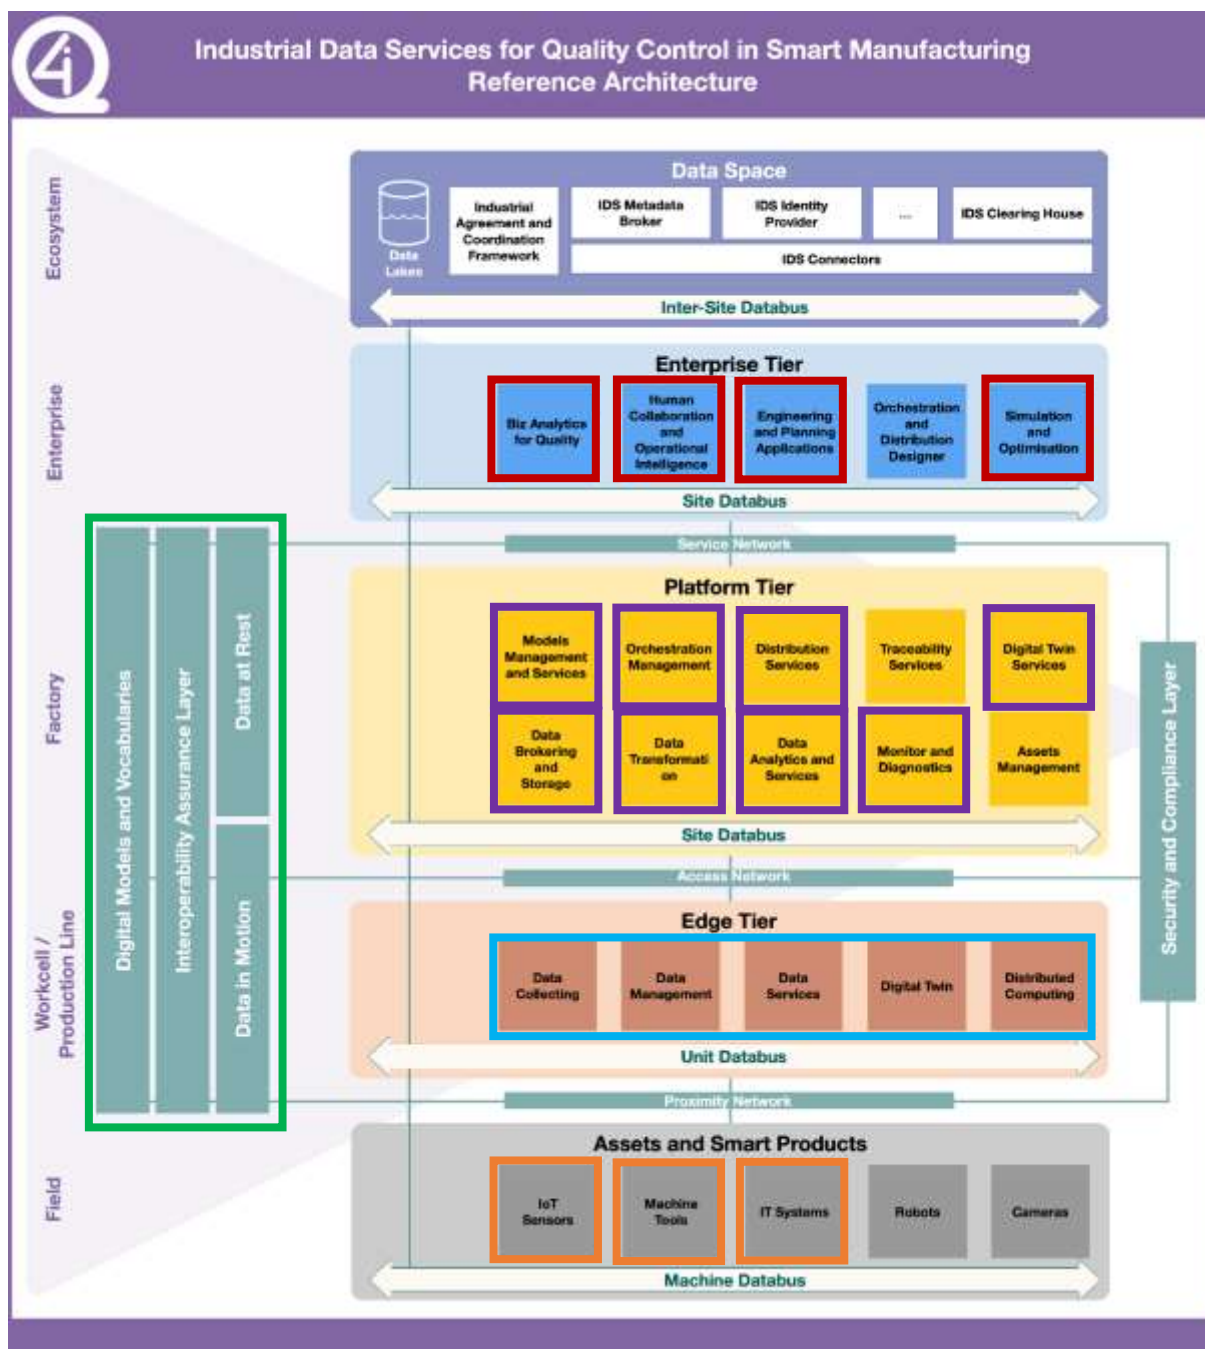 4i
Industrial Data Services for Quality Control in Smart Manufacturing
Reference Architecture
Ecosystem
Data Space
Data
Lakes
Industrial
Agreement and
Coordination
Framework
IDS Metadata
Broker
IDS Identity
Provider
...
IDS Clearing House
IDS Connectors
Inter-Site Databus
Enterprise
Enterprise Tier
Biz Analytics
for Quality
Human
Collaboration
and
Operational
Intelligence
Engineering
and Planning
Applications
Orchestration
and
Distribution
Designer
Simulation
and
Optimisation
Site Databus
Service Network
Digital Models and Vocabularies
Interoperability Assurance Layer
Data at Rest
Data in Motion
Factory
Platform Tier
Models
Management
and Services
Orchestration
Management
Distribution
Services
Traceability
Services
Digital Twin
Services
Data
Brokering
and
Storage
Data
Transformati
on
Data
Analytics and
Services
Monitor and
Diagnostics
Assets
Management
Site Databus
Access Network
Security and Compliance Layer
Workcell /
Production Line
Edge Tier
Data
Collecting
Data
Management
Data
Services
Digital Twin
Distributed
Computing
Unit Databus
Proximity Network
Field
Assets and Smart Products
IoT
Sensors
Machine
Tools
IT Systems
Robots
Cameras
Machine Databus